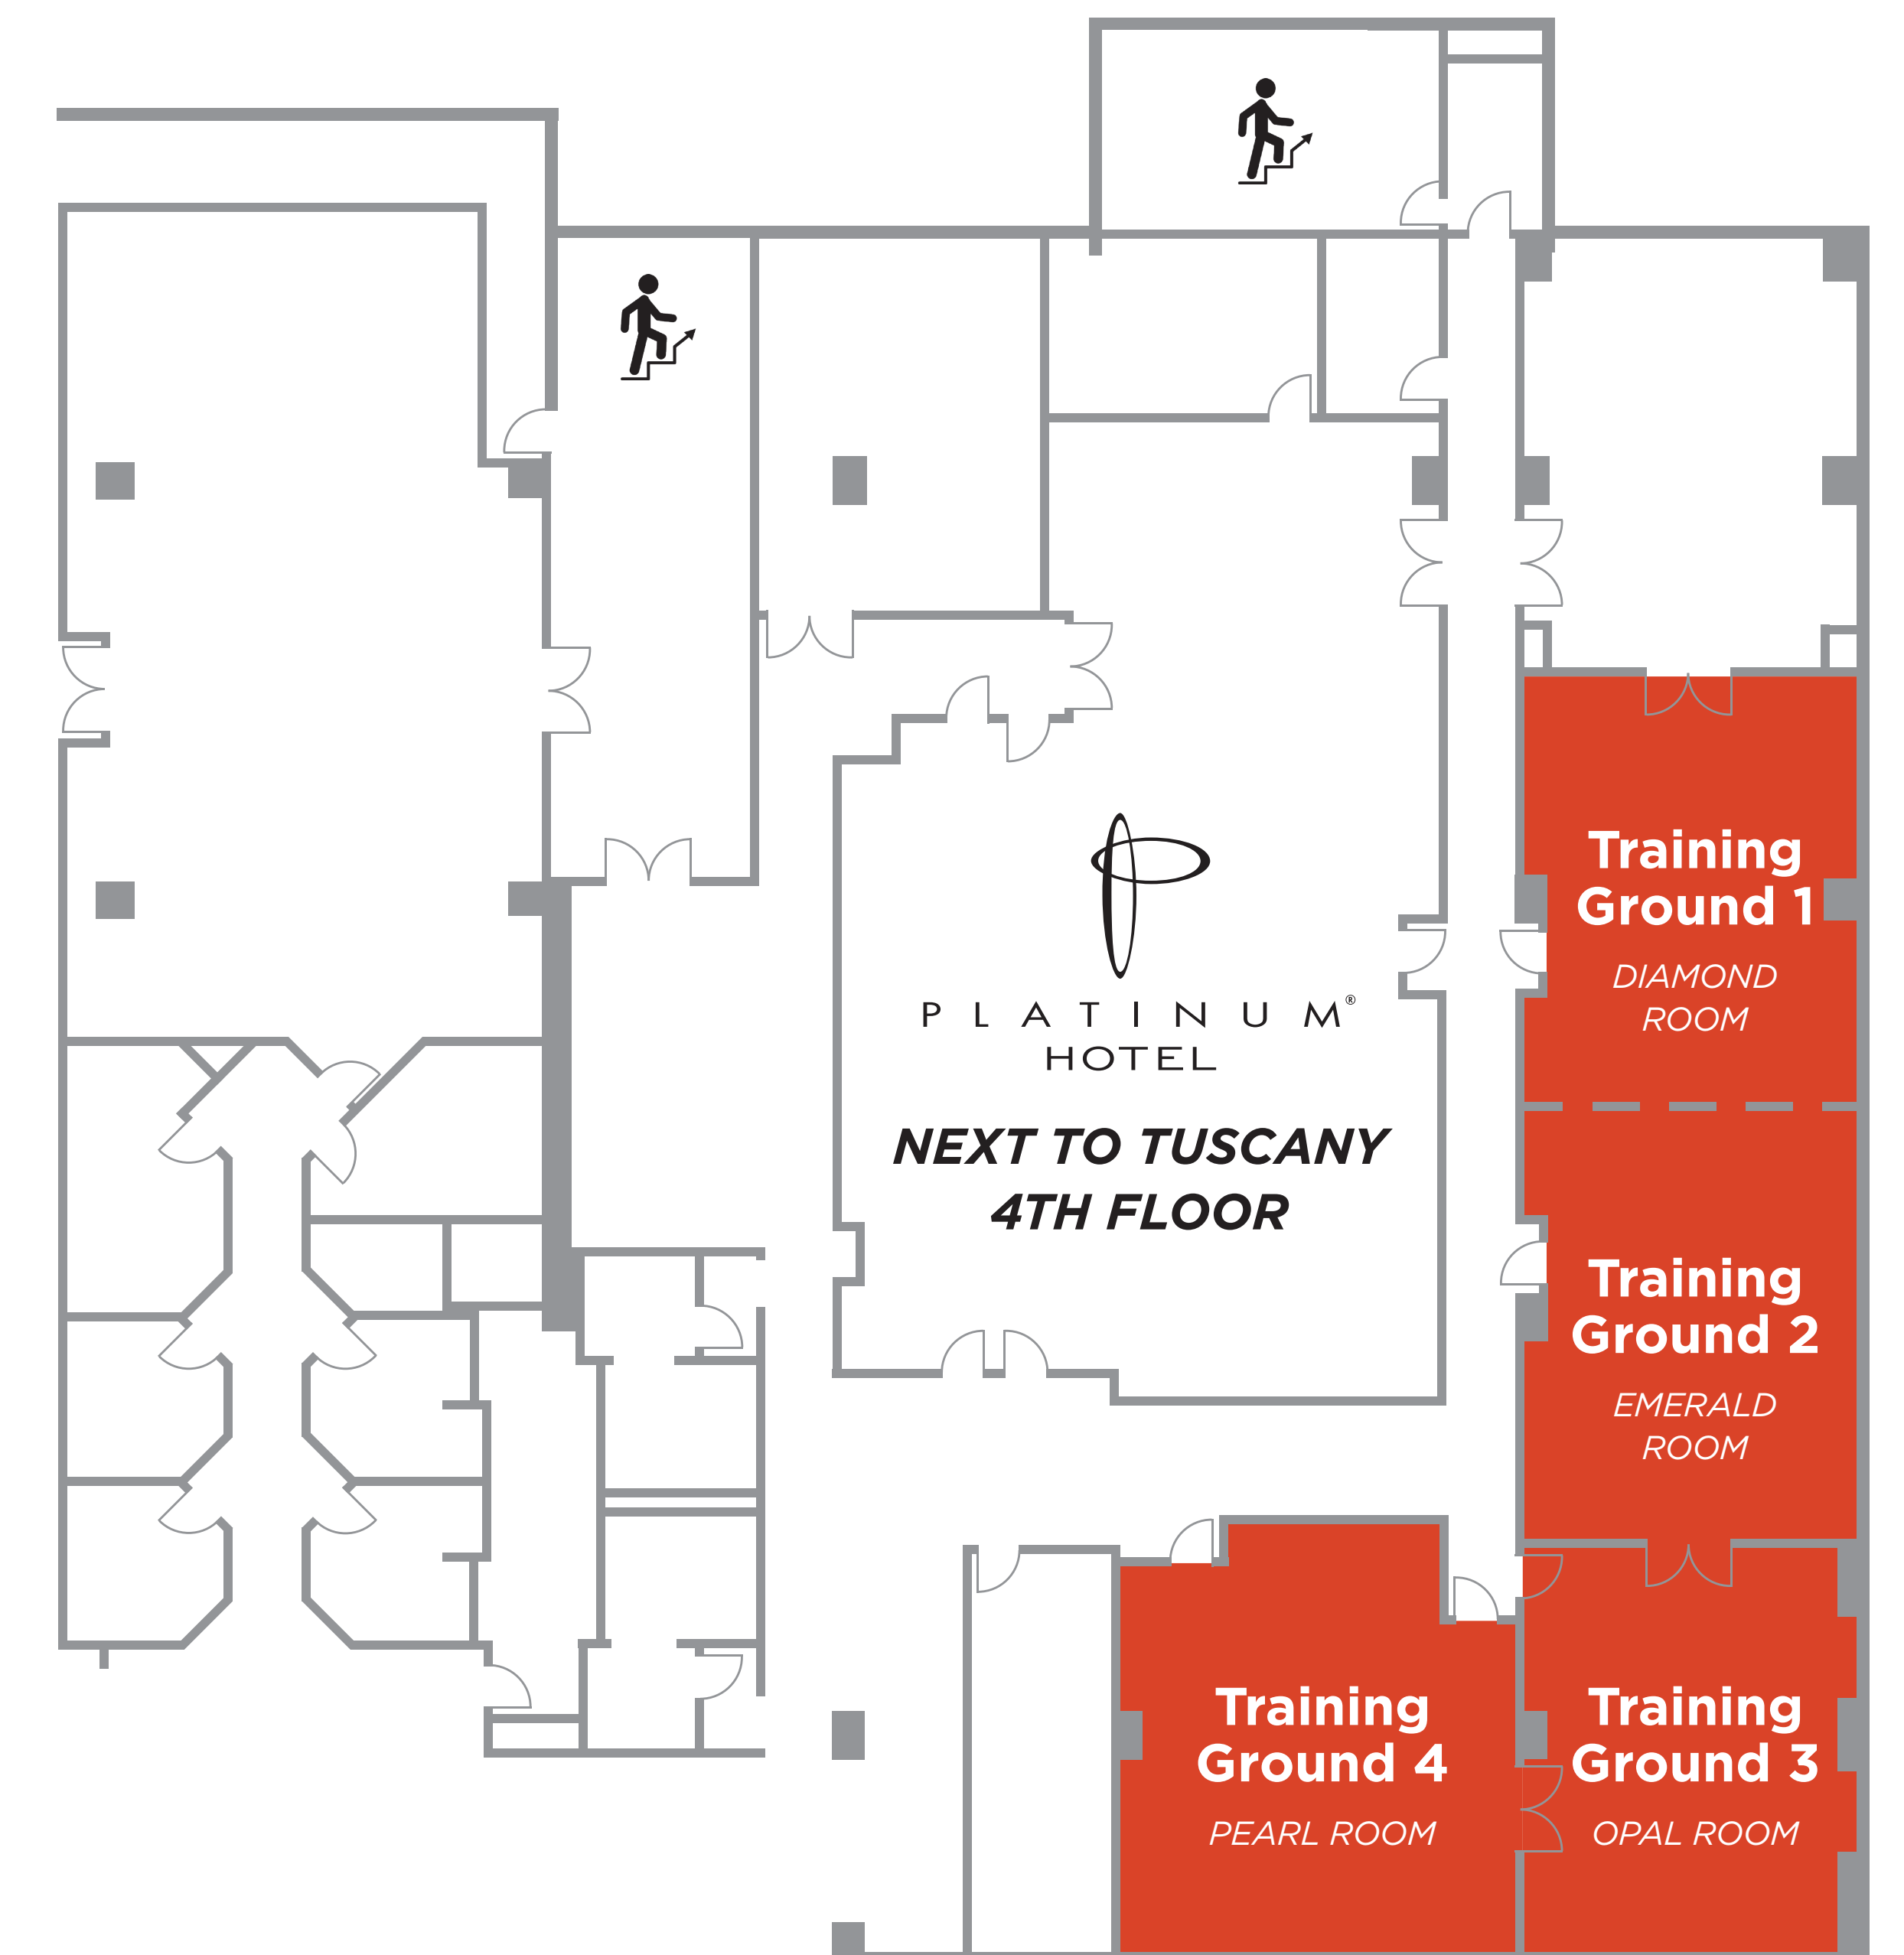 PLATINUM®
HOTEL
NEXT TO TUSCANY
4TH FLOOR
Training
Ground 1
DIAMOND
ROOM
Training
Ground 2
EMERALD
ROOM
Training
Ground 4
PEARL ROOM
Training
Ground 3
OPAL ROOM